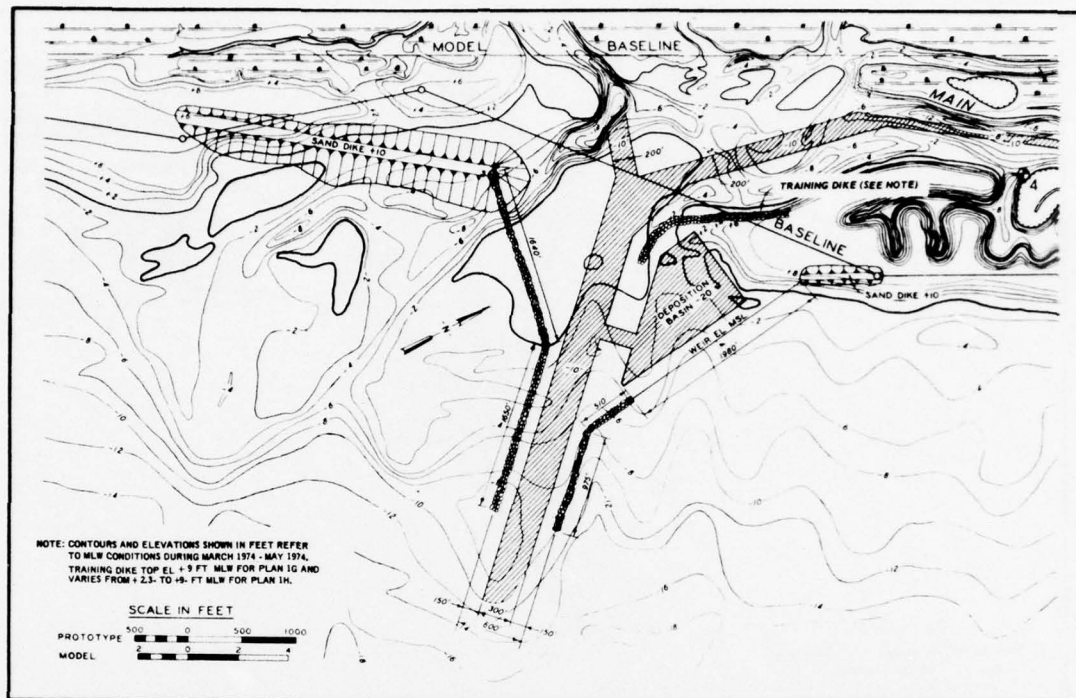 MODEL BASELINE
MAIN
SAND DIKE +10
200'
200'
TRAINING DIKE (SEE NOTE)
4
BASELINE
1640'
SAND DIKE +10
DEPOSITION
BASIN -20
WEIR EL MSL
1980'
510'
1650'
975'
NOTE: CONTOURS AND ELEVATIONS SHOWN IN FEET REFER
TO MLW CONDITIONS DURING MARCH 1974 - MAY 1974.
TRAINING DIKE TOP EL + 9 FT MLW FOR PLAN 1G AND
VARIES FROM + 2.3- TO +9- FT MLW FOR PLAN 1H.
SCALE IN FEET
PROTOTYPE 500 0 500 1000
MODEL 2 0 2 4
150' 300' 150'
600'